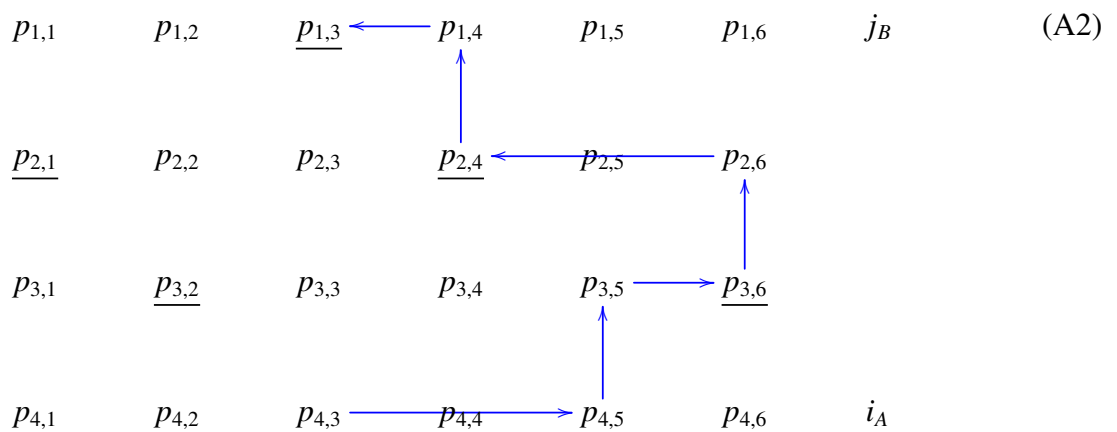 p1,1 p1,2 p1,3 p1,4 p1,5 p1,6 jB (A2)
p2,1 p2,2 p2,3 p2,4 p2,5 p2,6
p3,1 p3,2 p3,3 p3,4 p3,5 p3,6
p4,1 p4,2 p4,3 p4,4 p4,5 p4,6 iA